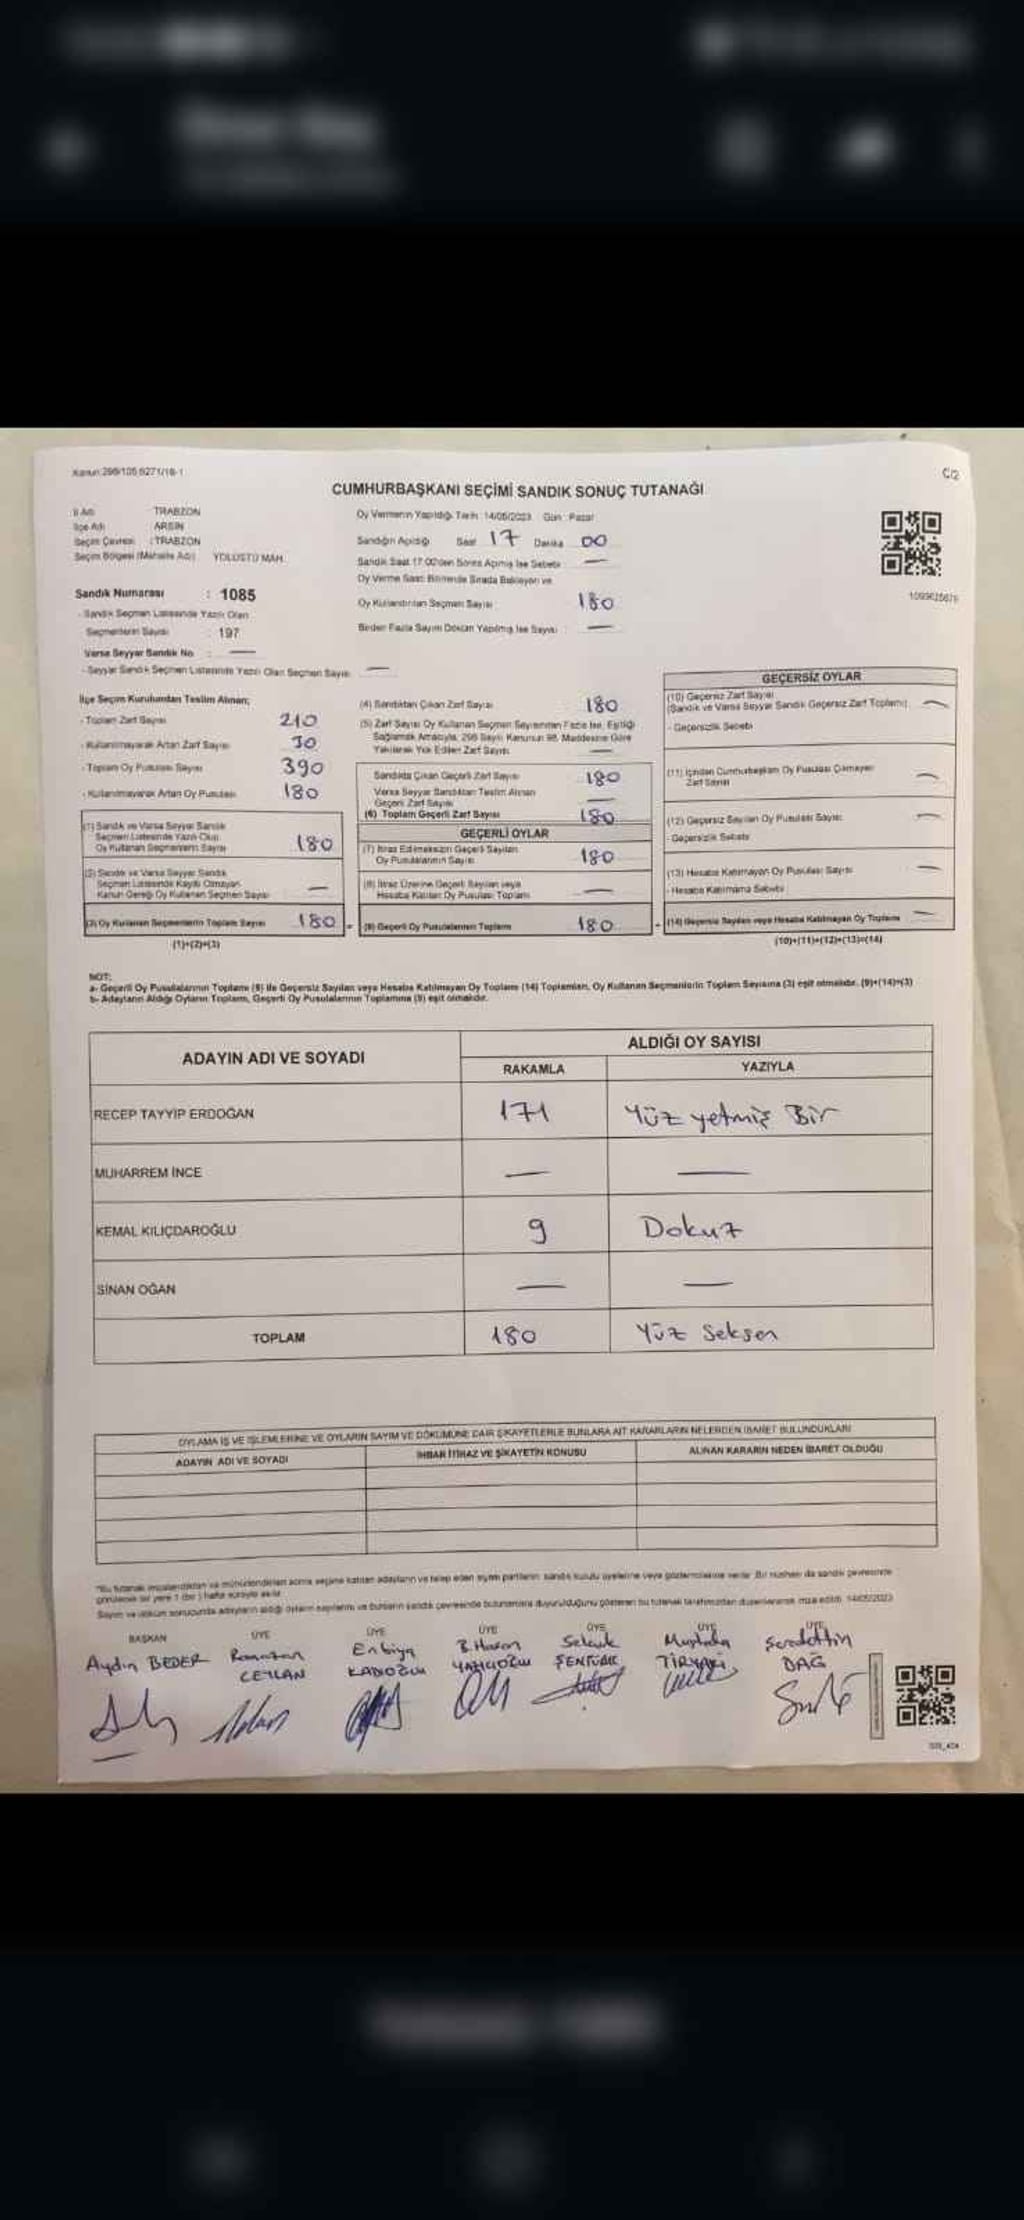 Kanun:298/105 6271/18-1
C/2
CUMHURBAŞKANI SEÇİMİ SANDIK SONUÇ TUTANAĞI
İl Adı TRABZON
İlçe Adı ARSİN
Seçim Çevresi : TRABZON
Seçim Bölgesi (Mahalle Adı) YOLÜSTÜ MAH.
Sandık Numarası : 1085
- Sandık Seçmen Listesinde Yazılı Olan
Seçmenlerin Sayısı : 197
Varsa Seyyar Sandık No : —
- Seyyar Sandık Seçmen Listesinde Yazılı Olan Seçmen Sayısı —
Oy Vermenin Yapıldığı Tarih: 14/05/2023 Gün : Pazar
Sandığın Açıldığı Saat 17 Dakika 00
Sandık Saat 17:00'den Sonra Açılmış İse Sebebi —
Oy Verme Saati Bitiminde Sırada Bekleyen ve
Oy Kullandırılan Seçmen Sayısı 180
Birden Fazla Sayım Döküm Yapılmış İse Sayısı : —
İlçe Seçim Kurulundan Teslim Alınan;
- Toplam Zarf Sayısı 210
- Kullanılmayarak Artan Zarf Sayısı 30
- Toplam Oy Pusulası Sayısı 390
- Kullanılmayarak Artan Oy Pusulası 180
(1) Sandık ve Varsa Seyyar Sandık
Seçmen Listesinde Yazılı Olup
Oy Kullanan Seçmenlerin Sayısı 180
(2) Sandık ve Varsa Seyyar Sandık
Seçmen Listesinde Kayıtlı Olmayan
Kanun Gereği Oy Kullanan Seçmen Sayısı —
(3) Oy Kullanan Seçmenlerin Toplam Sayısı 180 =
(1)+(2)=(3)
(4) Sandıktan Çıkan Zarf Sayısı 180
(5) Zarf Sayısı Oy Kullanan Seçmen Sayısından Fazla İse, Eşitliği
Sağlamak Amacıyla, 298 Sayılı Kanunun 98. Maddesine Göre
Yakılarak Yok Edilen Zarf Sayısı —
Sandıkta Çıkan Geçerli Zarf Sayısı 180
Varsa Seyyar Sandıktan Teslim Alınan
Geçerli Zarf Sayısı —
(6) Toplam Geçerli Zarf Sayısı 180
GEÇERLİ OYLAR
(7) İtiraz Edilmeksizin Geçerli Sayılan
Oy Pusulalarının Sayısı 180
(8) İtiraz Üzerine Geçerli Sayılan veya
Hesaba Katılan Oy Pusulası Toplamı —
(9) Geçerli Oy Pusulalarının Toplamı 180 +
GEÇERSİZ OYLAR
(10) Geçersiz Zarf Sayısı
(Sandık ve Varsa Seyyar Sandık Geçersiz Zarf Toplamı) —
- Geçersizlik Sebebi
(11) İçinden Cumhurbaşkanı Oy Pusulası Çıkmayan
Zarf Sayısı —
(12) Geçersiz Sayılan Oy Pusulası Sayısı —
- Geçersizlik Sebebi
(13) Hesaba Katılmayan Oy Pusulası Sayısı —
- Hesaba Katılmama Sebebi
(14) Geçersiz Sayılan veya Hesaba Katılmayan Oy Toplamı —
(10)+(11)+(12)+(13)=(14)
NOT:
a- Geçerli Oy Pusulalarının Toplamı (9) ile Geçersiz Sayılan veya Hesaba Katılmayan Oy Toplamı (14) Toplamları, Oy Kullanan Seçmenlerin Toplam Sayısına (3) eşit olmalıdır. (9)+(14)=(3)
b- Adayların Aldığı Oyların Toplamı, Geçerli Oy Pusulalarının Toplamına (9) eşit olmalıdır.
ADAYIN ADI VE SOYADI
ALDIĞI OY SAYISI
RAKAMLA YAZIYLA
RECEP TAYYİP ERDOĞAN 171 Yüz yetmiş Bir
MUHARREM İNCE — —
KEMAL KILIÇDAROĞLU 9 Dokuz
SİNAN OĞAN — —
TOPLAM 180 Yüz Seksen
OYLAMA İŞ VE İŞLEMLERİNE VE OYLARIN SAYIM VE DÖKÜMÜNE DAİR ŞİKAYETLERLE BUNLARA AİT KARARLARIN NELERDEN İBARET BULUNDUKLARI
ADAYIN ADI VE SOYADI İHBAR İTİRAZ VE ŞİKAYETİN KONUSU ALINAN KARARIN NEDEN İBARET OLDUĞU
BAŞKAN ÜYE ÜYE ÜYE ÜYE ÜYE ÜYE
Aydın BEDER Ramazan CEYLAN Enbiya KADIOĞLU B.Hasan YAZICIOĞLU Selçuk ŞENTÜRK Mustafa TİRYAKİ Seradettin DAĞ